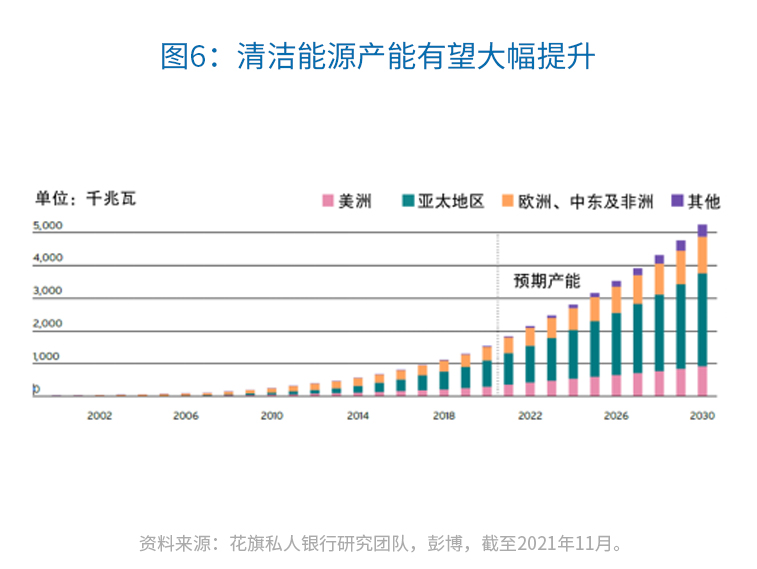 图6：清洁能源产能有望大幅提升
单位：千兆瓦
美洲 亚太地区 欧洲、中东及非洲 其他
5,000
4,000
预期产能
3,000
2,000
1,000
0
2002 2006 2010 2014 2018 2022 2026 2030
资料来源：花旗私人银行研究团队，彭博，截至2021年11月。